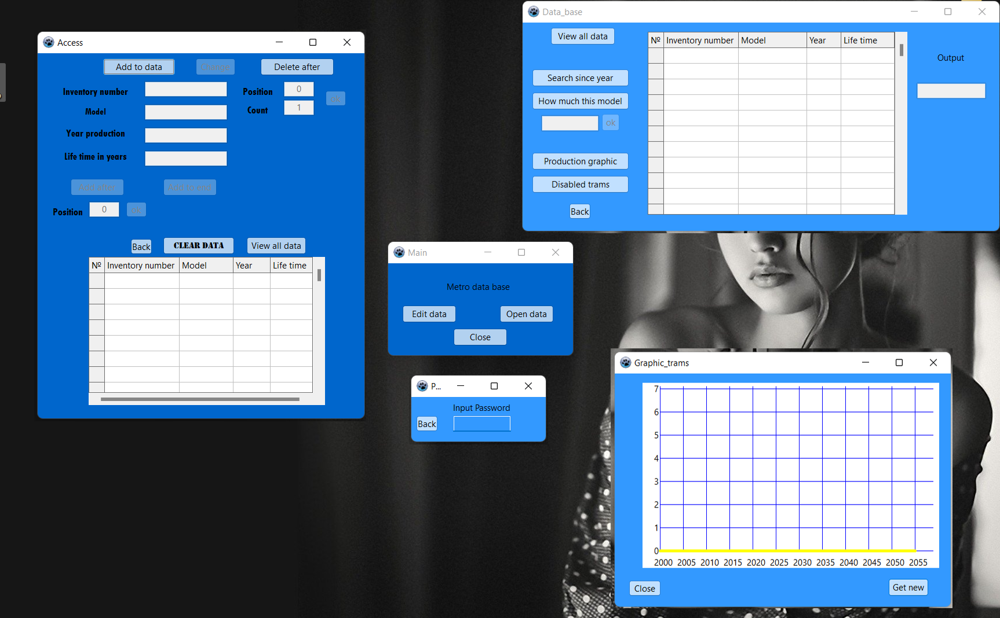 Access
Add to data Change Delete after
Inventory number Position 0 ok
Model Count 1
Year production
Life time in years
Add after Add to end
Position 0 ok
Back CLEAR DATA View all data
Nº Inventory number Model Year Life time
Data_base
View all data
Search since year
How much this model
ok
Production graphic
Disabled trams
Back
Nº Inventory number Model Year Life time
Output
Main
Metro data base
Edit data Open data
Close
P...
Input Password
Back
Graphic_trams
7
6
5
4
3
2
1
0
2000 2005 2010 2015 2020 2025 2030 2035 2040 2045 2050 2055
Close Get new